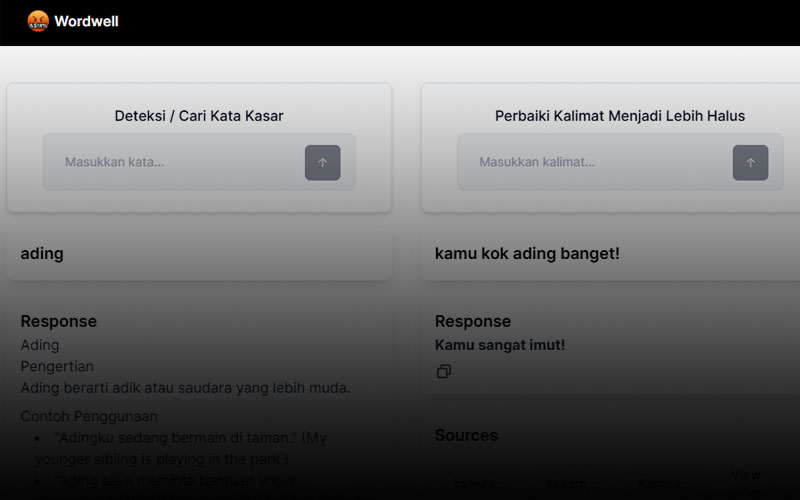 Wordwell
Deteksi / Cari Kata Kasar
Masukkan kata...
ading
Response
Ading
Pengertian
Ading berarti adik atau saudara yang lebih muda.
Contoh Penggunaan
• "Adingku sedang bermain di taman." (My
younger sibling is playing in the park.)
• "Ading saya meminta bantuan untuk
Perbaiki Kalimat Menjadi Lebih Halus
Masukkan kalimat...
kamu kok ading banget!
Response
Kamu sangat imut!
Sources
kamu k...
Kyeom,...
Kamu k...
View